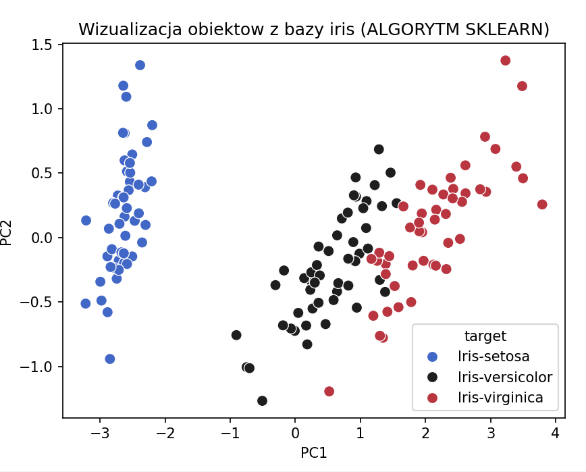 Wizualizacja obiektow z bazy iris (ALGORYTM SKLEARN)
1.5
1.0
0.5
0.0
−0.5
−1.0
PC2
target
Iris-setosa
Iris-versicolor
Iris-virginica
−3 −2 −1 0 1 2 3 4
PC1